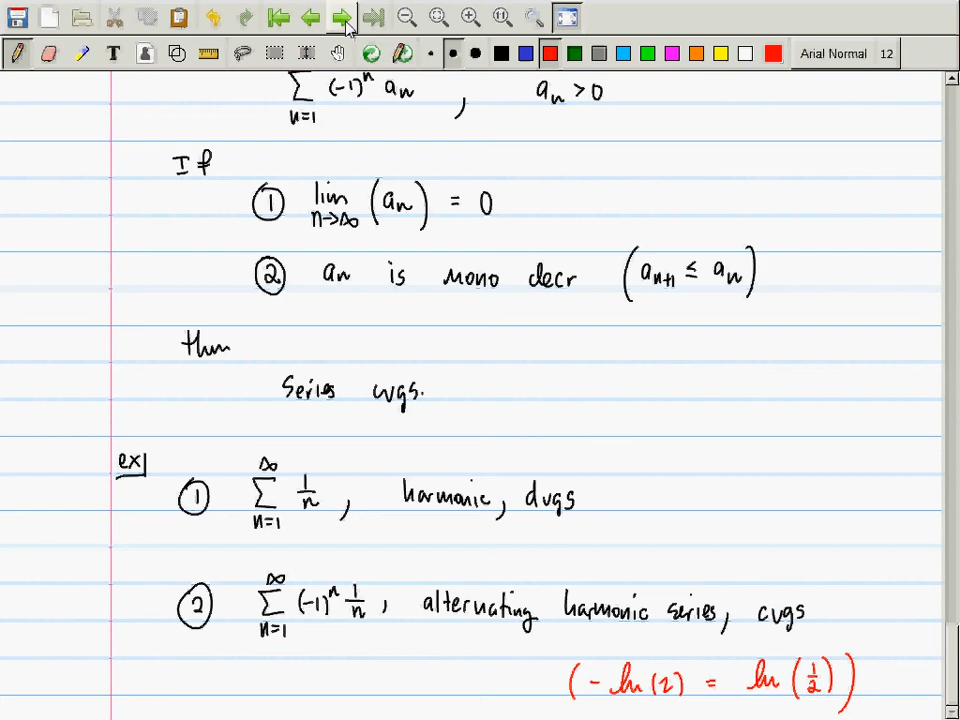 T Arial Normal 12
∑ n=1 (-1)^n a_n , a_n > 0
If
① lim n→∞ (a_n) = 0
② a_n is mono decr (a_{n+1} ≤ a_n)
then
Series cvgs.
ex
① ∑ n=1 ∞ 1/n , harmonic, dvgs
② ∑ n=1 ∞ (-1)^n 1/n , alternating harmonic series, cvgs
(- ln(2) = ln(1/2))